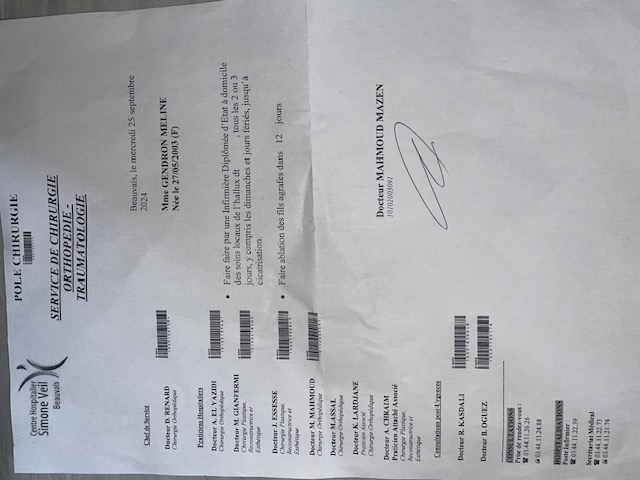 Centre Hospitalier
Simone Veil
Beauvais
POLE CHIRURGIE
SERVICE DE CHIRURGIE
ORTHOPEDIE -
TRAUMATOLOGIE
Chef de Service
Docteur D. RENARD
Chirurgie Orthopédique
Praticiens Hospitaliers
Docteur A. EL YAZIDI
Chirurgie Orthopédique
Docteur M. GIANFERMI
Chirurgie Plastique,
Reconstructrice et
Esthétique
Docteur J. ESSESSE
Chirurgie Plastique,
Reconstructrice et
Esthétique
Docteur M. MAHMOUD
Chirurgie Orthopédique
Docteur M.ASSAL
Chirurgie Orthopédique
Docteur K. LARDJANE
Praticien Associé
Chirurgie Orthopédique
Docteur A. CHRAIM
Praticien Attaché Associé
Chirurgie Plastique,
Reconstructrice et
Esthétique
Consultations post-Urgences
Docteur R. KASDALI
Docteur B. OGUEZ
CONSULTATIONS
Prise de rendez-vous :
☎ 03.44.11.26.26
03.44.11.24.88
HOSPITALISATIONS
Poste Infirmier :
☎ 03.44.11.22.39
Secrétariat Médical :
☎ 03.44.11.22.73
03.44.11.21.74
Beauvais, le mercredi 25 septembre
2024
Mme GENDRON MELINE
Née le 27/05/2003 (F)
• Faire faire par une Infirmière Diplômée d'Etat à domicile
des soins locaux de l'hallux dt , tous les 2 ou 3
jours, y compris les dimanches et jours fériés, jusqu'à
cicatrisation.
• Faire ablation des fils agrafes dans 12 jours
Docteur MAHMOUD MAZEN
10102003091